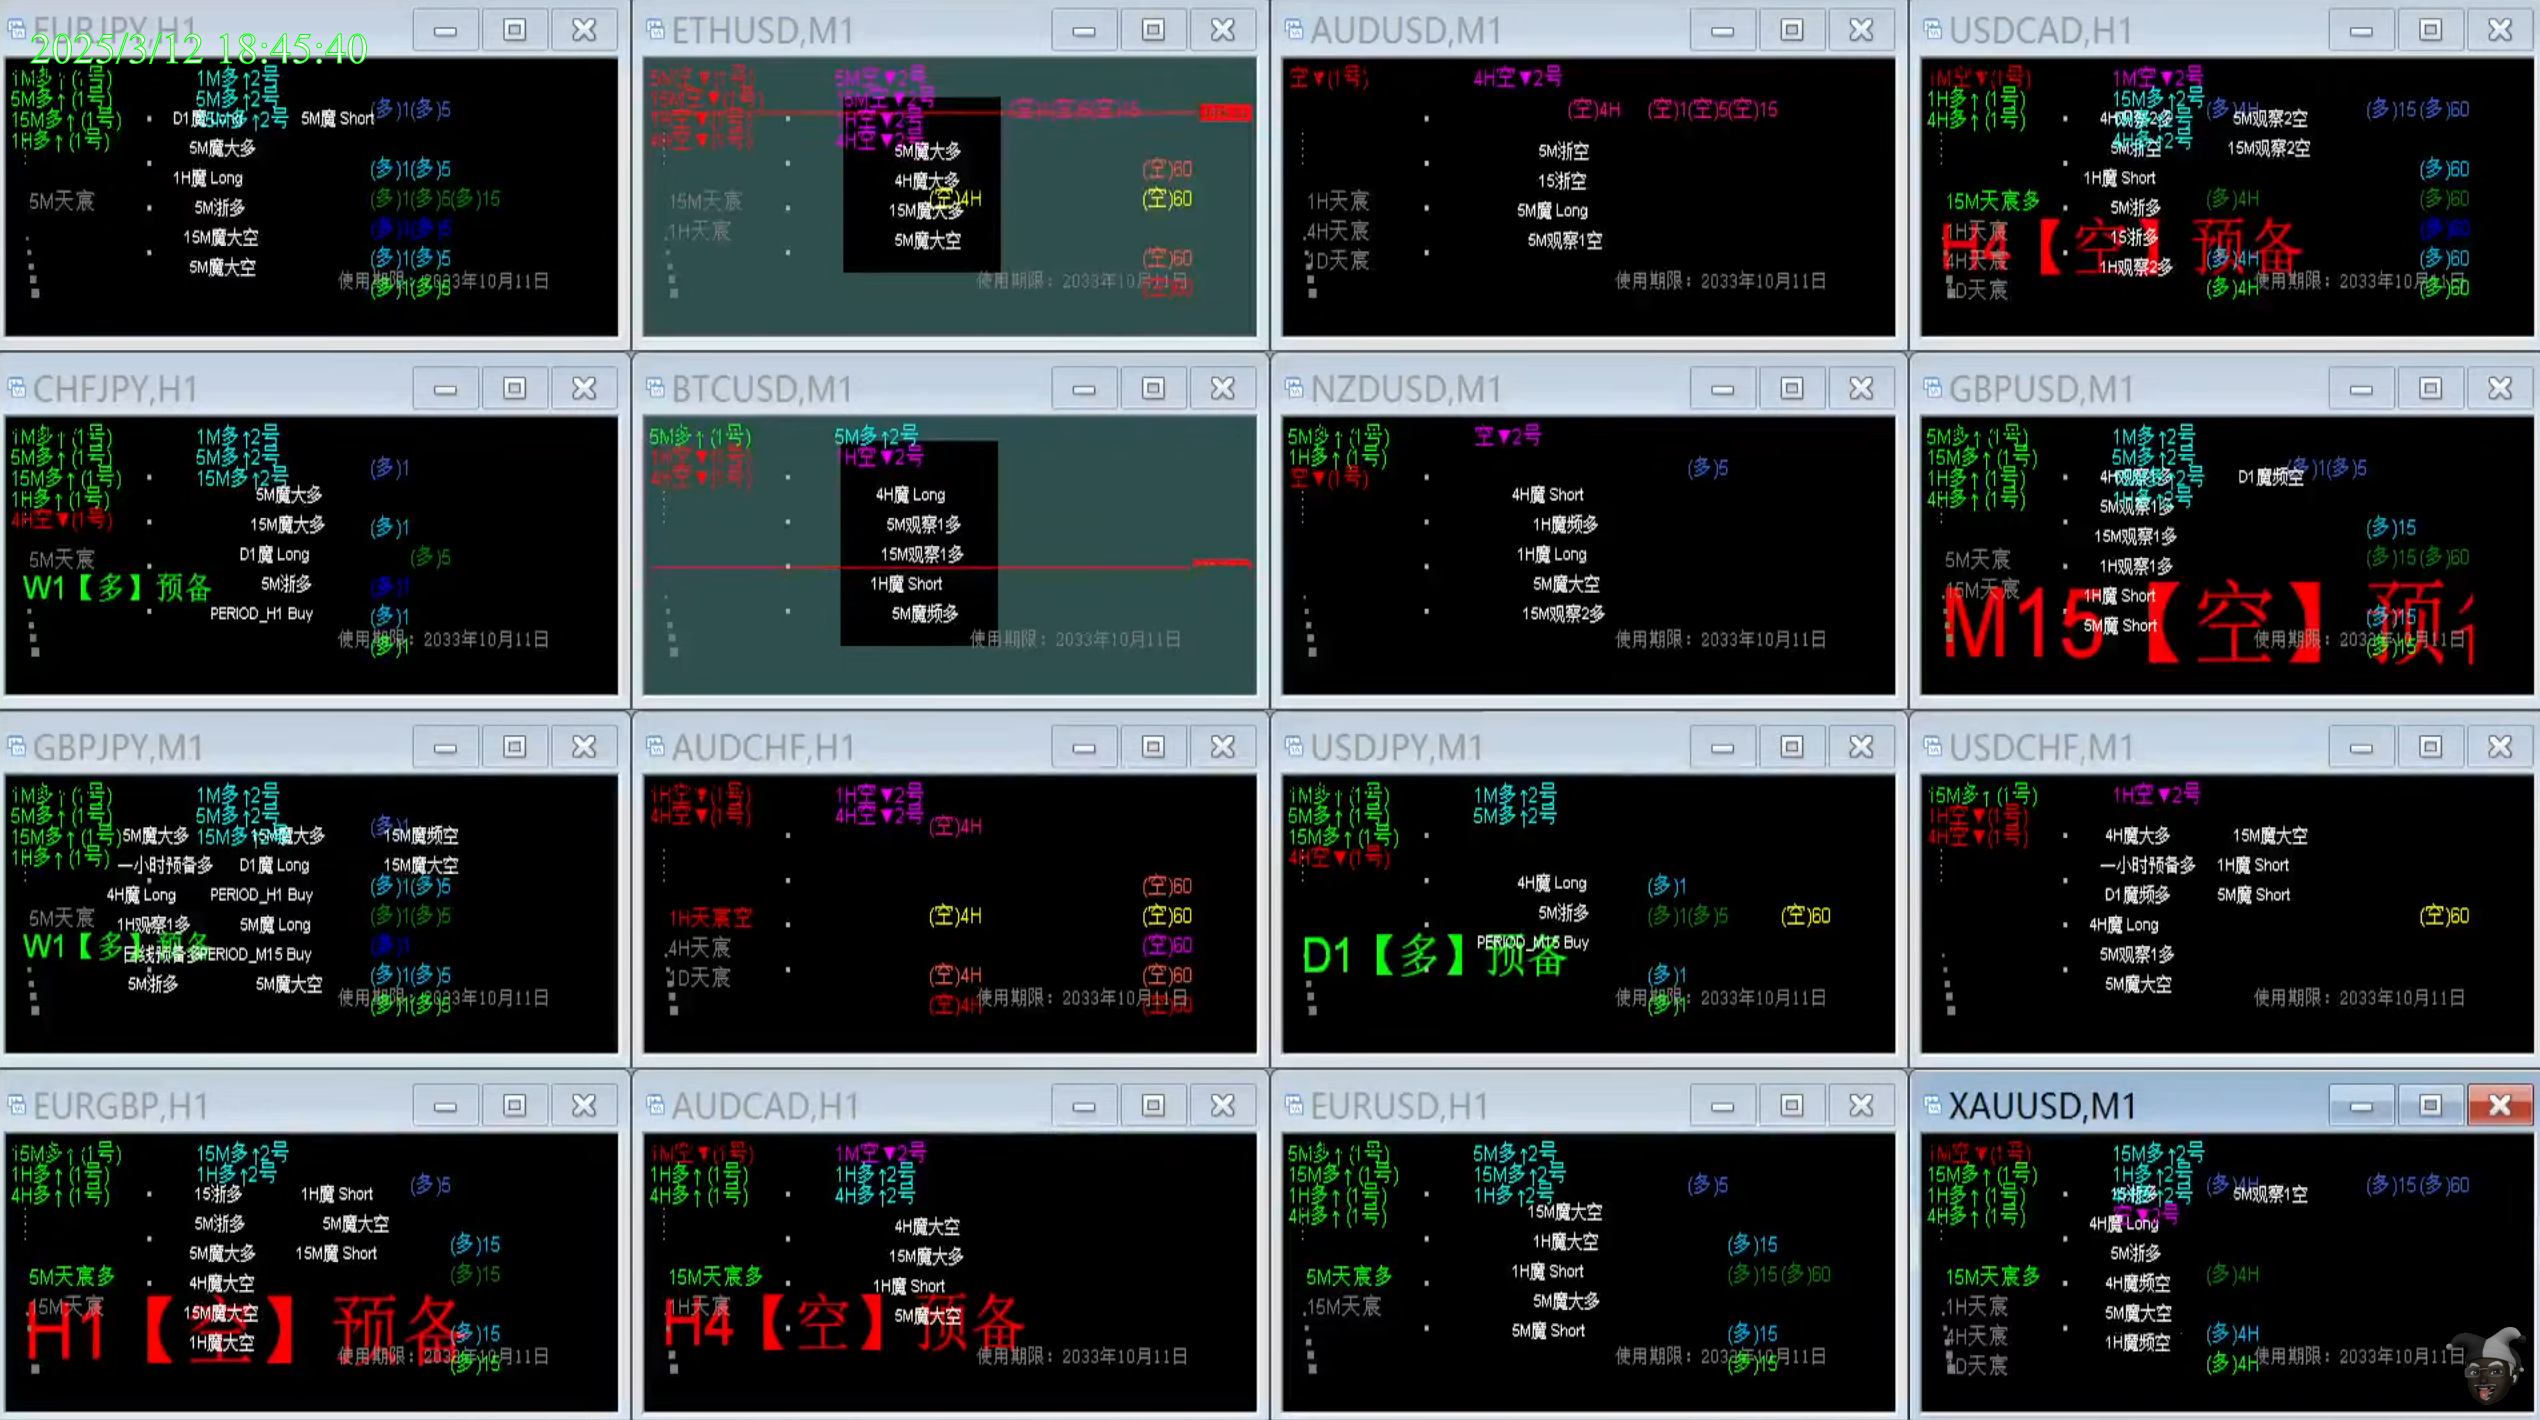 EURJPY,H1
2025/3/12 18:45:40
1M多↑(1号)
5M多↑(1号)
15M多↑(1号)
1H多↑(1号)
1M多↑2号
5M多↑2号
5M多↑2号
5M魔 Short
(多)1(多)5
5M魔大多
1H魔 Long
(多)1(多)5
5M天宸
5M浙多
(多)1(多)5(多)15
15M魔大空
(多)1(多)5
5M魔大空
(多)1(多)5
使用期限：2033年10月11日
(多)1(多)5
ETHUSD,M1
5M空▼(1号)
15M空▼(1号)
1H空▼(1号)
4H空▼(1号)
5M空▼2号
15M空▼2号
1H空▼2号
4H空▼2号
(空)1(空)5(空)15
5M魔大多
4H魔大多
(空)60
15M天宸
(空)4H
(空)60
15M魔大多
1H天宸
5M魔大空
(空)60
使用期限：2033年10月11日
(空)60
AUDUSD,M1
空▼(1号)
4H空▼2号
(空)4H
(空)1(空)5(空)15
5M浙空
15浙空
1H天宸
5M魔 Long
4H天宸
5M观察1空
1D天宸
使用期限：2033年10月11日
USDCAD,H1
1M空▼(1号)
1H多↑(1号)
4H多↑(1号)
1M空▼2号
15M多↑2号
4H多↑2号
(多)4H
(多)15(多)60
4H观察2多
5M观察2空
5M浙空
15M观察2空
1H魔 Short
(多)60
15M天宸多
5M浙多
(多)4H
(多)60
1H天宸
15浙多
(多)60
H4【空】预备
4H天宸
1H观察2多
(多)4H
(多)60
1D天宸
(多)4H
使用期限：2033年10月11日
(多)60
CHFJPY,H1
1M多↑(1号)
5M多↑(1号)
15M多↑(1号)
1H多↑(1号)
4H空▼(1号)
1M多↑2号
5M多↑2号
15M多↑2号
(多)1
5M魔大多
15M魔大多
(多)1
5M天宸
D1魔 Long
(多)5
W1【多】预备
5M浙多
(多)1
PERIOD_H1 Buy
(多)1
使用期限：2033年10月11日
(多)1
BTCUSD,M1
5M多↑(1号)
1H空▼(1号)
4H空▼(1号)
5M多↑2号
1H空▼2号
4H魔 Long
5M观察1多
15M观察1多
1H魔 Short
5M魔频多
使用期限：2033年10月11日
NZDUSD,M1
5M多↑(1号)
1H多↑(1号)
空▼(1号)
空▼2号
(多)5
4H魔 Short
1H魔频多
1H魔 Long
5M魔大空
15M观察2多
使用期限：2033年10月11日
GBPUSD,M1
5M多↑(1号)
15M多↑(1号)
1H多↑(1号)
4H多↑(1号)
1M多↑2号
5M多↑2号
1H多↑2号
(多)1(多)5
4H观察1多
D1魔频空
5M观察1多
15M观察1多
(多)15
5M天宸
1H观察1多
(多)15(多)60
15M天宸
1H魔 Short
M15【空】预
5M魔 Short
(多)15
使用期限：2033年10月11日
(多)15
GBPJPY,M1
1M多↑(1号)
5M多↑(1号)
15M多↑(1号)
1H多↑(1号)
1M多↑2号
5M多↑2号
15M多↑2号
(多)1
5M魔大多
15M魔大多
15M魔频空
一小时预备多
D1魔 Long
15M魔大空
4H魔 Long
PERIOD_H1 Buy
(多)1(多)5
5M天宸
1H观察1多
5M魔 Long
(多)1(多)5
W1【多】预备
日线预备多
PERIOD_M15 Buy
(多)1
5M浙多
5M魔大空
(多)1(多)5
使用期限：2033年10月11日
(多)1(多)5
AUDCHF,H1
1H空▼(1号)
4H空▼(1号)
1H空▼2号
4H空▼2号
(空)4H
(空)60
1H天宸空
(空)4H
(空)60
4H天宸
(空)60
1D天宸
(空)4H
(空)60
(空)4H
使用期限：2033年10月11日
(空)60
USDJPY,M1
1M多↑(1号)
5M多↑(1号)
15M多↑(1号)
4H空▼(1号)
1M多↑2号
5M多↑2号
4H魔 Long
(多)1
5M浙多
(多)1(多)5
(空)60
PERIOD_M15 Buy
D1【多】预备
(多)1
使用期限：2033年10月11日
(多)1
USDCHF,M1
15M多↑(1号)
1H空▼(1号)
4H空▼(1号)
1H空▼2号
4H魔大多
15M魔大空
一小时预备多
1H魔 Short
D1魔频多
5M魔 Short
4H魔 Long
(空)60
5M观察1多
5M魔大空
使用期限：2033年10月11日
EURGBP,H1
15M多↑(1号)
1H多↑(1号)
4H多↑(1号)
15M多↑2号
1H多↑2号
(多)5
15浙多
1H魔 Short
5M浙多
5M魔大空
5M魔大多
15M魔 Short
(多)15
5M天宸多
4H魔大空
(多)15
15M天宸
15M魔大空
H1【空】预备
1H魔大空
(多)15
使用期限：2033年10月11日
(多)15
AUDCAD,H1
1M空▼(1号)
1H多↑(1号)
4H多↑(1号)
1M空▼2号
1H多↑2号
4H多↑2号
4H魔大空
15M魔大多
15M天宸多
1H魔 Short
1H天宸
5M魔大空
H4【空】预备
使用期限：2033年10月11日
EURUSD,H1
5M多↑(1号)
15M多↑(1号)
1H多↑(1号)
4H多↑(1号)
5M多↑2号
15M多↑2号
1H多↑2号
(多)5
15M魔大空
1H魔大空
(多)15
5M天宸多
1H魔 Short
(多)15(多)60
15M天宸
5M魔大多
5M魔 Short
(多)15
使用期限：2033年10月11日
(多)15
XAUUSD,M1
1M空▼(1号)
15M多↑(1号)
1H多↑(1号)
4H多↑(1号)
15M多↑2号
1H多↑2号
空▼2号
(多)4H
(多)15(多)60
15浙多
5M观察1空
4H魔 Long
5M浙多
15M天宸多
4H魔频空
(多)4H
1H天宸
5M魔大空
4H天宸
1H魔频空
(多)4H
1D天宸
(多)4H
使用期限：2033年10月11日